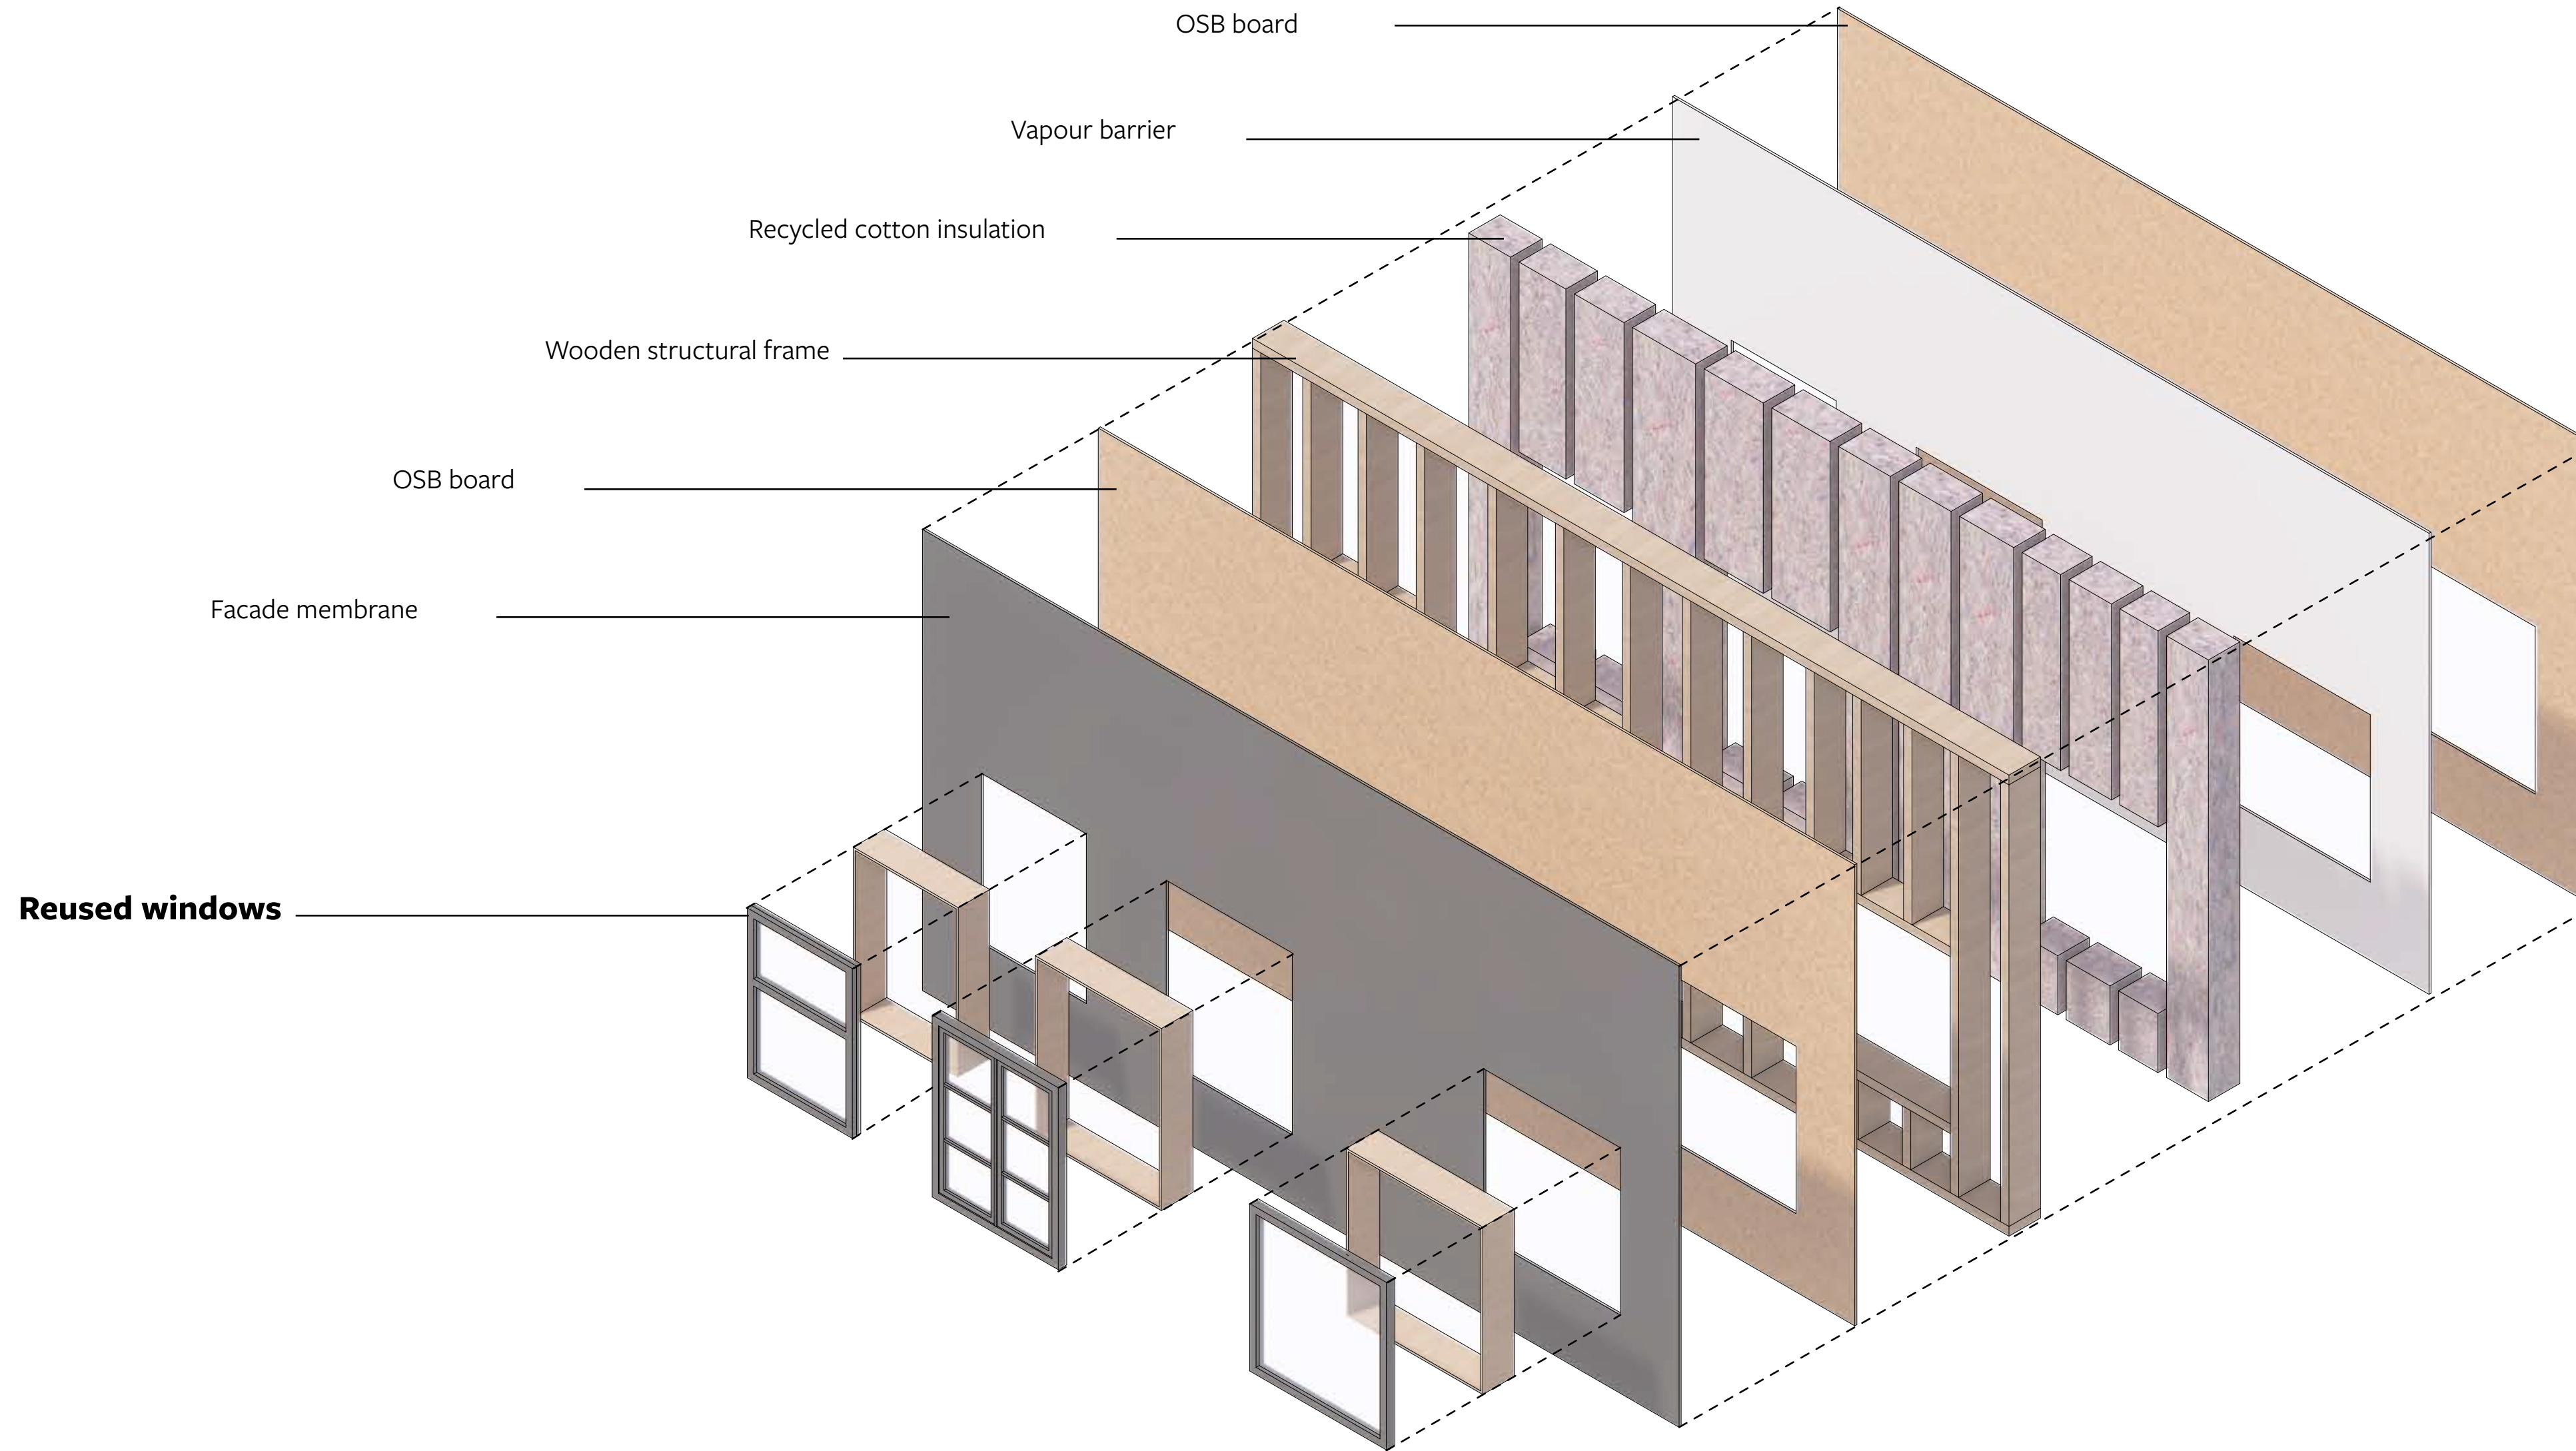 OSB board
Vapour barrier
Recycled cotton insulation
Wooden structural frame
OSB board
Facade membrane
Reused windows